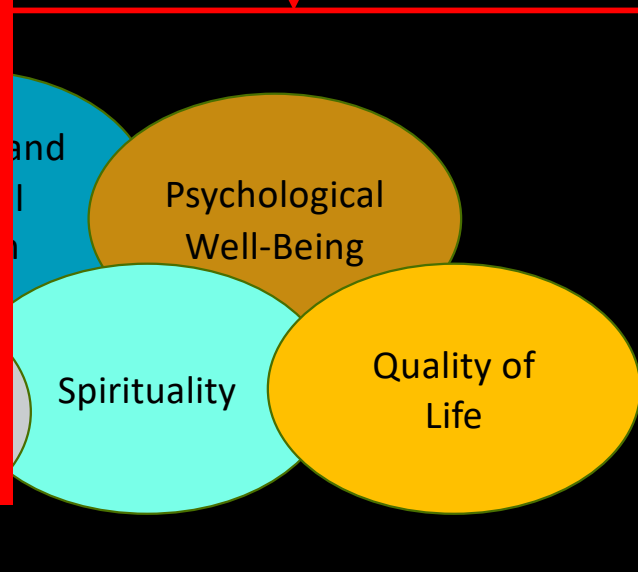 and
l
Psychological
Well-Being
Spirituality
Quality of
Life